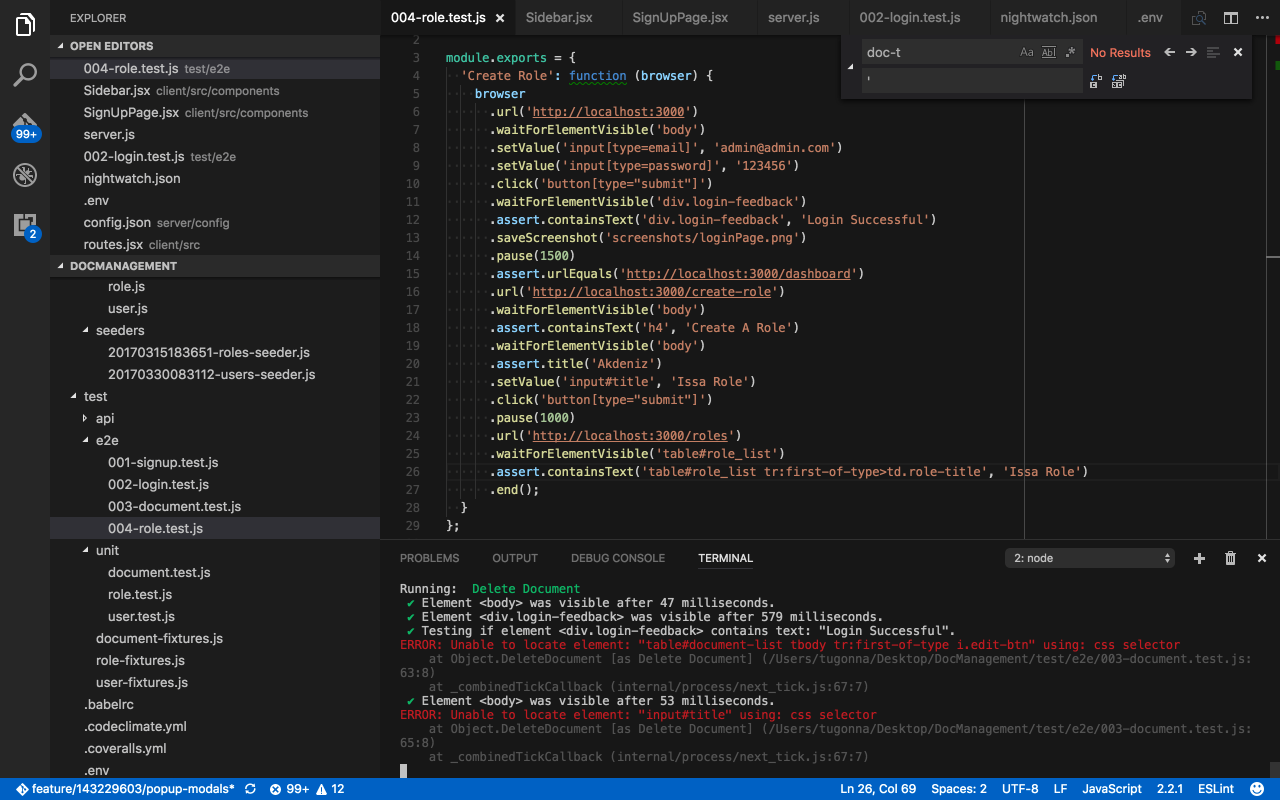 EXPLORER
OPEN EDITORS
004-role.test.js test/e2e
Sidebar.jsx client/src/components
SignUpPage.jsx client/src/components
server.js
002-login.test.js test/e2e
nightwatch.json
.env
config.json server/config
routes.jsx client/src
DOCMANAGEMENT
role.js
user.js
seeders
20170315183651-roles-seeder.js
20170330083112-users-seeder.js
test
api
e2e
001-signup.test.js
002-login.test.js
003-document.test.js
004-role.test.js
unit
document.test.js
role.test.js
user.test.js
document-fixtures.js
role-fixtures.js
user-fixtures.js
.babelrc
.codeclimate.yml
.coveralls.yml
.env
99+
2
004-role.test.js Sidebar.jsx SignUpPage.jsx server.js 002-login.test.js nightwatch.json .env
doc-t Aa Abl .* No Results
'
2
3 module.exports = {
4 'Create Role': function (browser) {
5 browser
6 .url('http://localhost:3000')
7 .waitForElementVisible('body')
8 .setValue('input[type=email]', 'admin@admin.com')
9 .setValue('input[type=password]', '123456')
10 .click('button[type="submit"]')
11 .waitForElementVisible('div.login-feedback')
12 .assert.containsText('div.login-feedback', 'Login Successful')
13 .saveScreenshot('screenshots/loginPage.png')
14 .pause(1500)
15 .assert.urlEquals('http://localhost:3000/dashboard')
16 .url('http://localhost:3000/create-role')
17 .waitForElementVisible('body')
18 .assert.containsText('h4', 'Create A Role')
19 .waitForElementVisible('body')
20 .assert.title('Akdeniz')
21 .setValue('input#title', 'Issa Role')
22 .click('button[type="submit"]')
23 .pause(1000)
24 .url('http://localhost:3000/roles')
25 .waitForElementVisible('table#role_list')
26 .assert.containsText('table#role_list tr:first-of-type>td.role-title', 'Issa Role')
27 .end();
28 }
29 };
PROBLEMS OUTPUT DEBUG CONSOLE TERMINAL 2: node
Running: Delete Document
✔ Element <body> was visible after 47 milliseconds.
✔ Element <div.login-feedback> was visible after 579 milliseconds.
✔ Testing if element <div.login-feedback> contains text: "Login Successful".
ERROR: Unable to locate element: "table#document-list tbody tr:first-of-type i.edit-btn" using: css selector
at Object.DeleteDocument [as Delete Document] (/Users/tugonna/Desktop/DocManagement/test/e2e/003-document.test.js:
63:8)
at _combinedTickCallback (internal/process/next_tick.js:67:7)
✔ Element <body> was visible after 53 milliseconds.
ERROR: Unable to locate element: "input#title" using: css selector
at Object.DeleteDocument [as Delete Document] (/Users/tugonna/Desktop/DocManagement/test/e2e/003-document.test.js:
65:8)
at _combinedTickCallback (internal/process/next_tick.js:67:7)
feature/143229603/popup-modals* 99+ 12 Ln 26, Col 69 Spaces: 2 UTF-8 LF JavaScript 2.2.1 ESLint